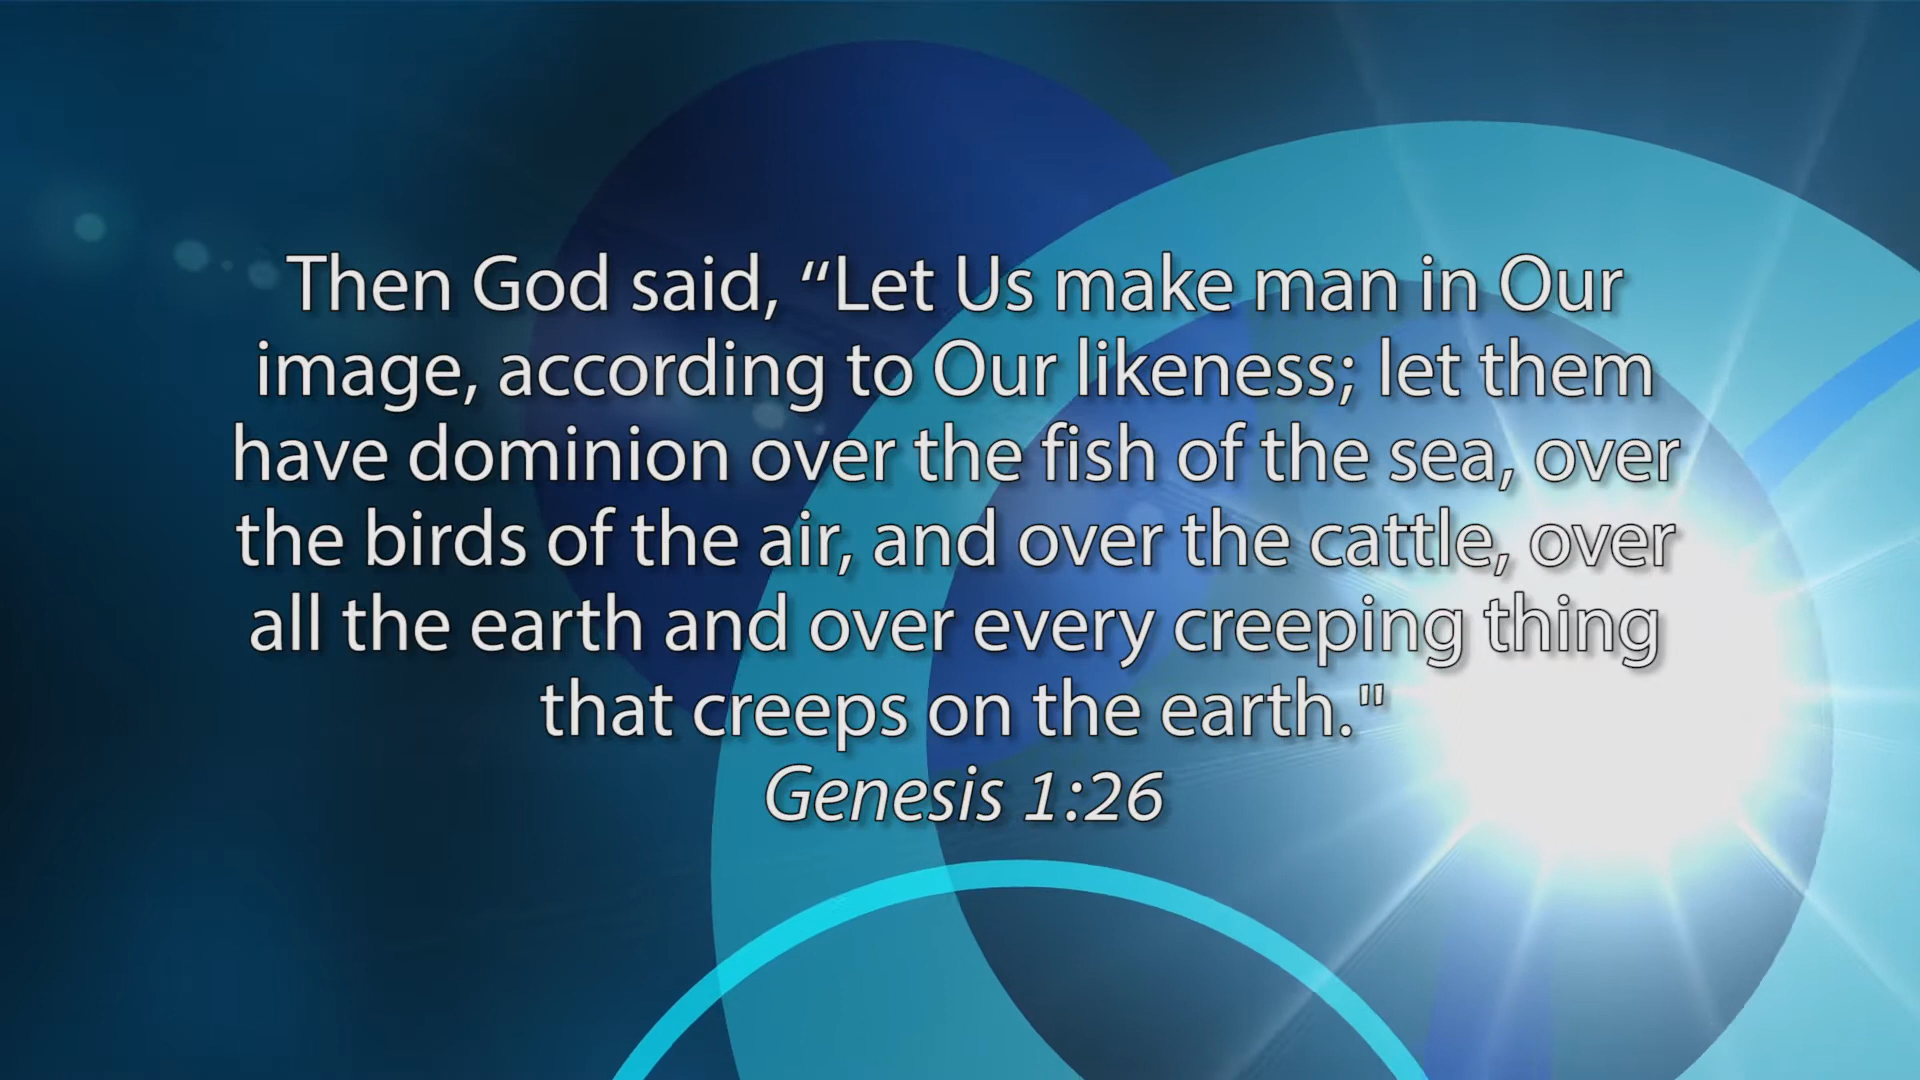 Then God said, “Let Us make man in Our
image, according to Our likeness; let them
have dominion over the fish of the sea, over
the birds of the air, and over the cattle, over
all the earth and over every creeping thing
that creeps on the earth."
Genesis 1:26